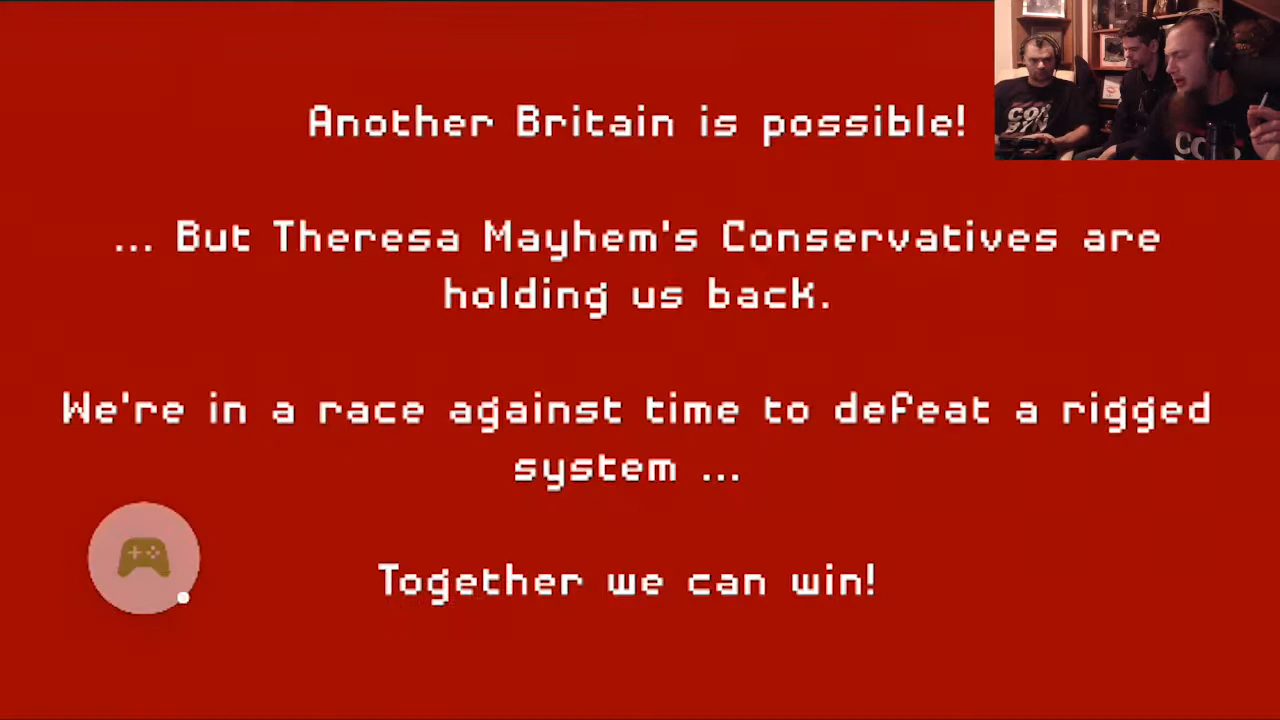 Another Britain is possible!
... But Theresa Mayhem's Conservatives are
holding us back.
We're in a race against time to defeat a rigged
system ...
Together we can win!